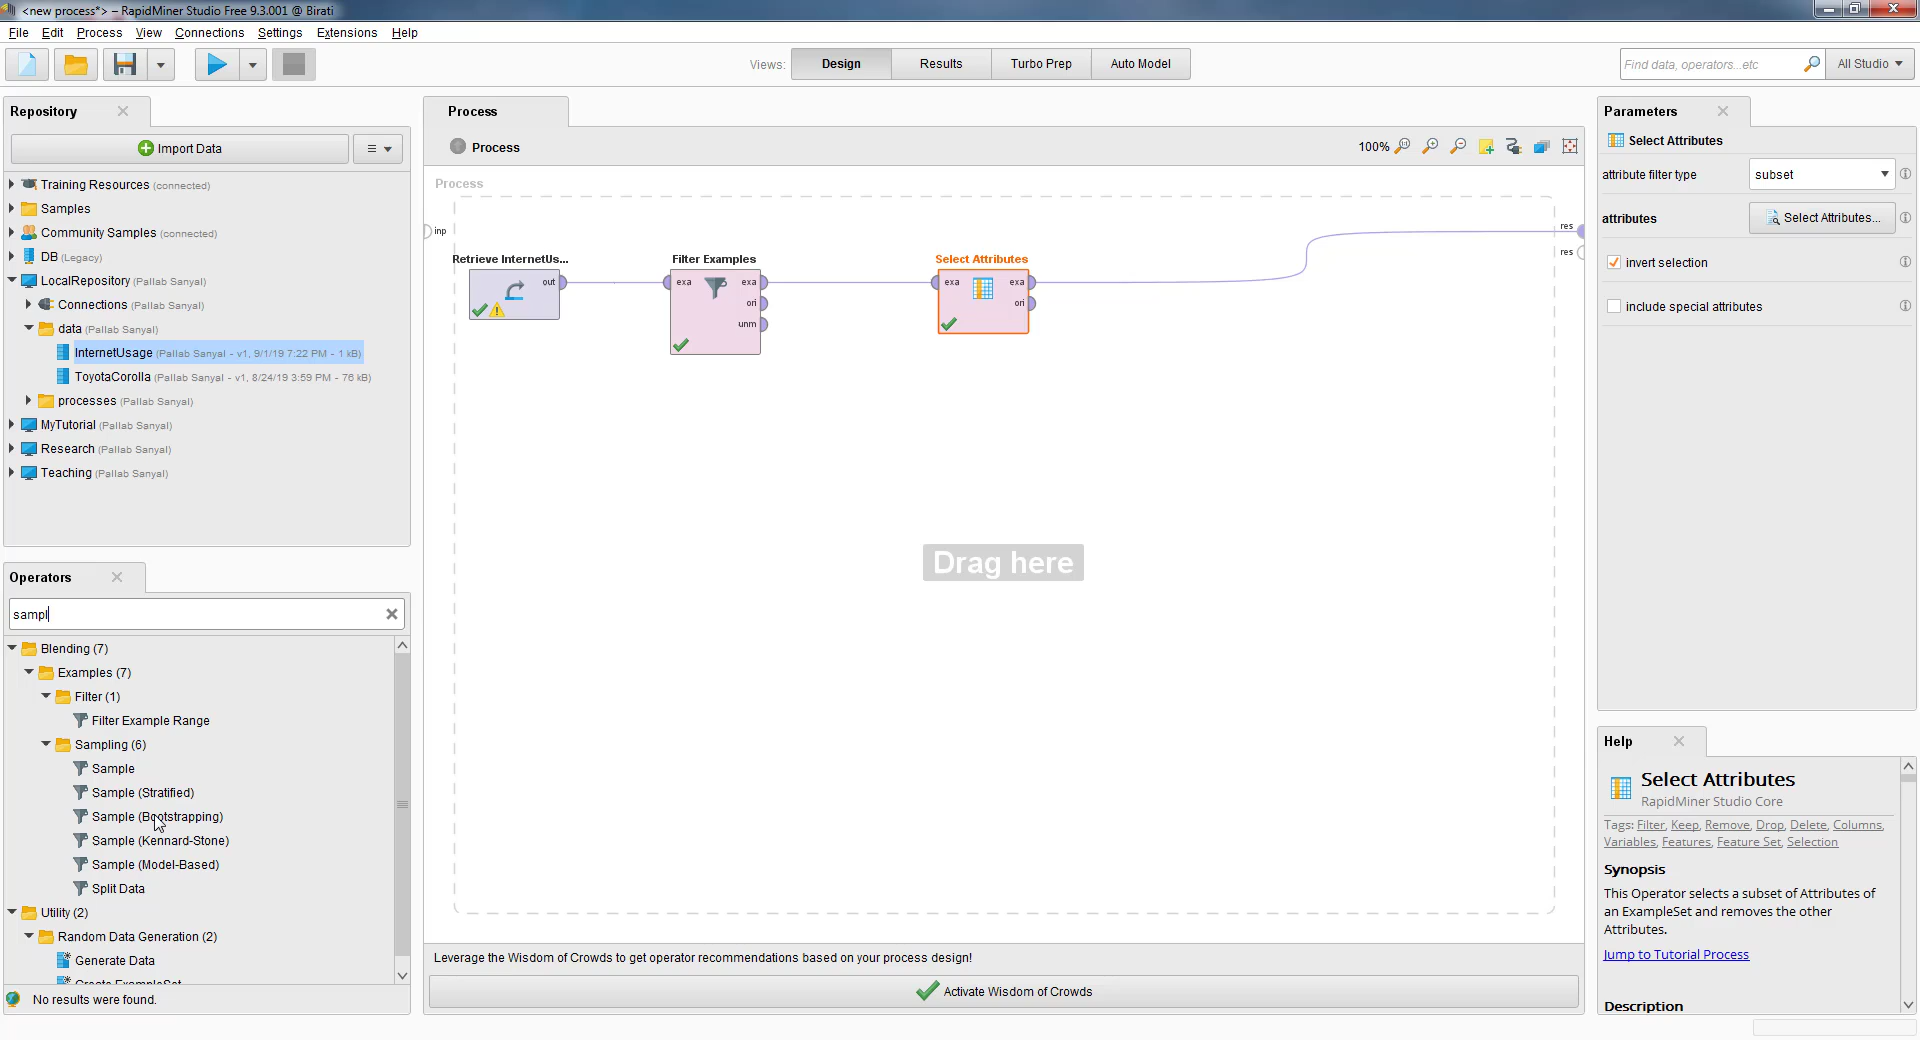 <new process*> – RapidMiner Studio Free 9.3.001 @ Birati
File Edit Process View Connections Settings Extensions Help
Views: Design Results Turbo Prep Auto Model
Find data, operators...etc
All Studio
Repository
Import Data
Training Resources (connected)
Samples
Community Samples (connected)
DB (Legacy)
LocalRepository (Pallab Sanyal)
Connections (Pallab Sanyal)
data (Pallab Sanyal)
InternetUsage (Pallab Sanyal - v1, 9/1/19 7:22 PM - 1 kB)
ToyotaCorolla (Pallab Sanyal - v1, 8/24/19 3:59 PM - 76 kB)
processes (Pallab Sanyal)
MyTutorial (Pallab Sanyal)
Research (Pallab Sanyal)
Teaching (Pallab Sanyal)
Operators
sampl
Blending (7)
Examples (7)
Filter (1)
Filter Example Range
Sampling (6)
Sample
Sample (Stratified)
Sample (Bootstrapping)
Sample (Kennard-Stone)
Sample (Model-Based)
Split Data
Utility (2)
Random Data Generation (2)
Generate Data
Create ExampleSet
No results were found.
Process
Process
100%
Process
inp
Retrieve InternetUs...
out
Filter Examples
exa exa
ori
unm
Select Attributes
exa exa
ori
res
res
Drag here
Leverage the Wisdom of Crowds to get operator recommendations based on your process design!
Activate Wisdom of Crowds
Parameters
Select Attributes
attribute filter type subset
attributes Select Attributes...
invert selection
include special attributes
Help
Select Attributes
RapidMiner Studio Core
Tags: Filter, Keep, Remove, Drop, Delete, Columns,
Variables, Features, Feature Set, Selection
Synopsis
This Operator selects a subset of Attributes of
an ExampleSet and removes the other
Attributes.
Jump to Tutorial Process
Description